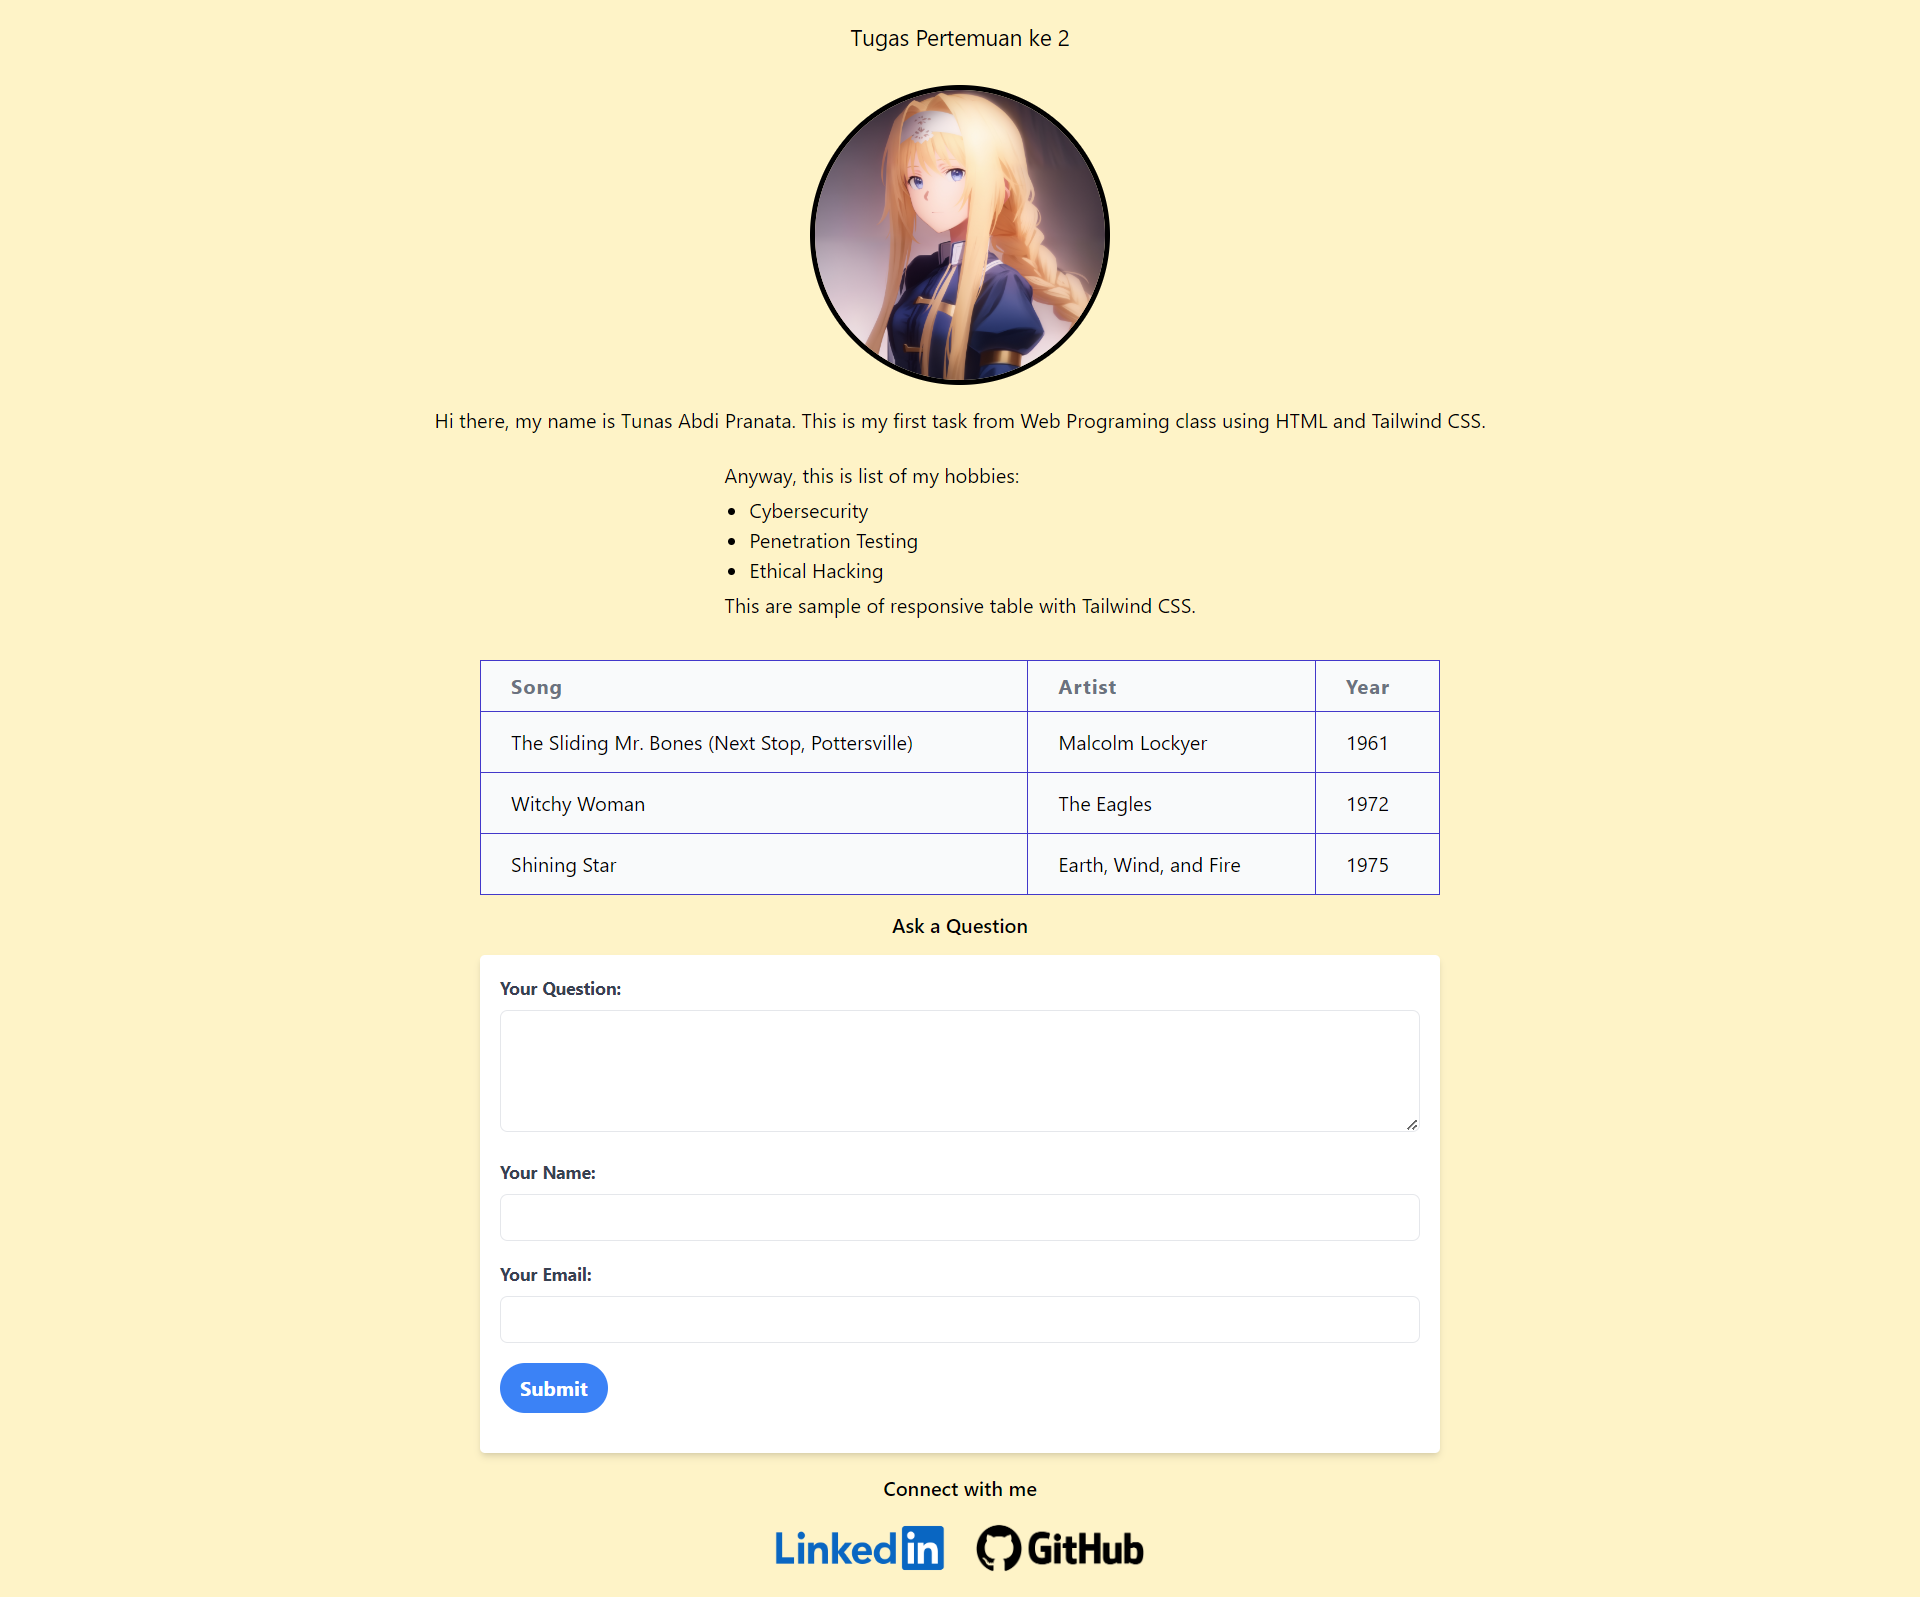 Tugas Pertemuan ke 2
Hi there, my name is Tunas Abdi Pranata. This is my first task from Web Programing class using HTML and Tailwind CSS.
Anyway, this is list of my hobbies:
Cybersecurity
Penetration Testing
Ethical Hacking
This are sample of responsive table with Tailwind CSS.
Song Artist Year
The Sliding Mr. Bones (Next Stop, Pottersville) Malcolm Lockyer 1961
Witchy Woman The Eagles 1972
Shining Star Earth, Wind, and Fire 1975
Ask a Question
Your Question:
Your Name:
Your Email:
Submit
Connect with me
LinkedIn GitHub